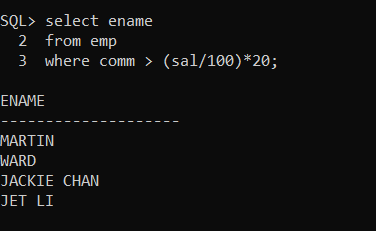 SQL> select ename
2 from emp
3 where comm > (sal/100)*20;
ENAME
--------------------
MARTIN
WARD
JACKIE CHAN
JET LI